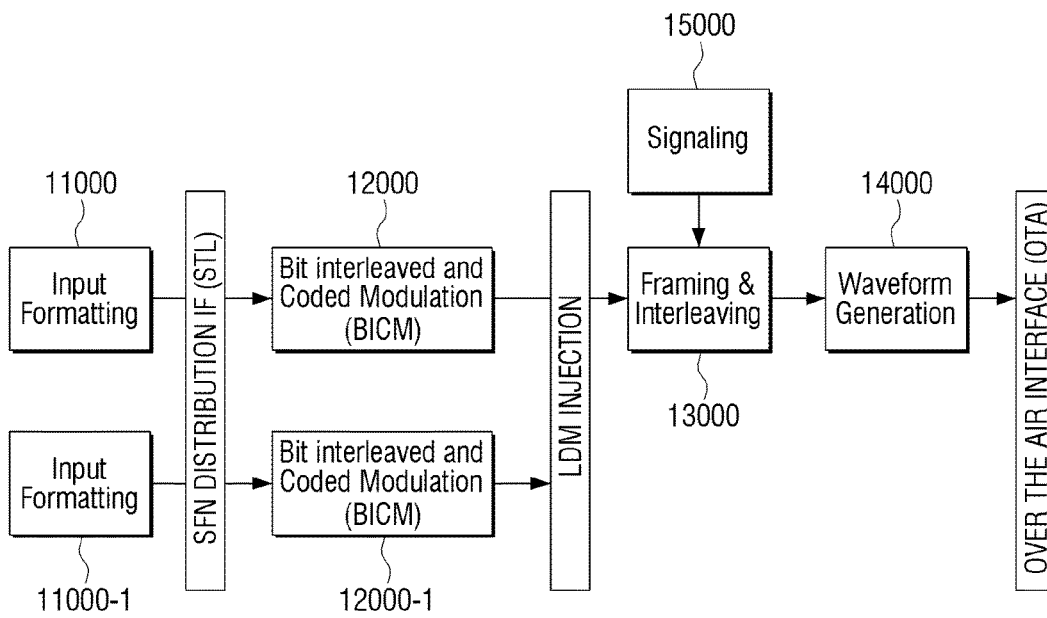 15000
Signaling
11000
12000
14000
Input
Formatting
SFN DISTRIBUTION IF (STL)
Bit interleaved and
Coded Modulation
(BICM)
LDM INJECTION
Framing &
Interleaving
Waveform
Generation
OVER THE AIR INTERFACE (OTA)
13000
Input
Formatting
Bit interleaved and
Coded Modulation
(BICM)
11000-1
12000-1